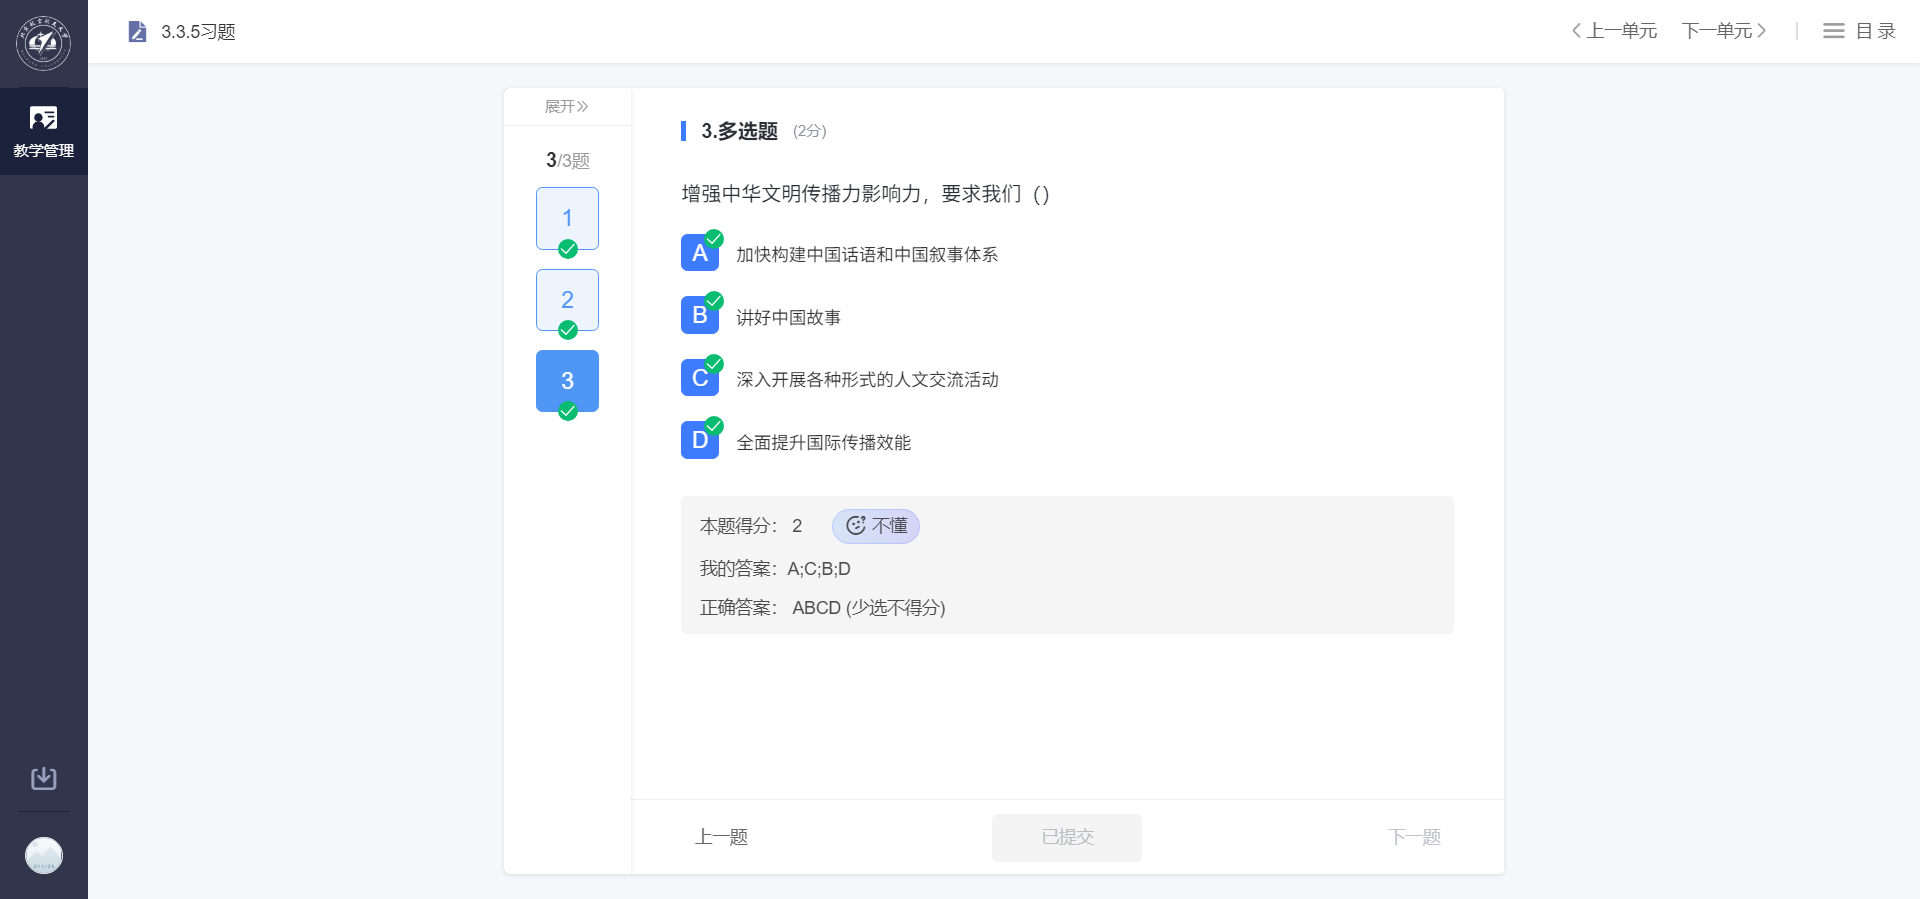 3.3.5习题
上一单元
下一单元
目录
教学管理
展开
3/3题
1
2
3
3.多选题 (2分)
增强中华文明传播力影响力，要求我们（）
A 加快构建中国话语和中国叙事体系
B 讲好中国故事
C 深入开展各种形式的人文交流活动
D 全面提升国际传播效能
本题得分： 2 不懂
我的答案：A;C;B;D
正确答案： ABCD (少选不得分)
上一题
已提交
下一题